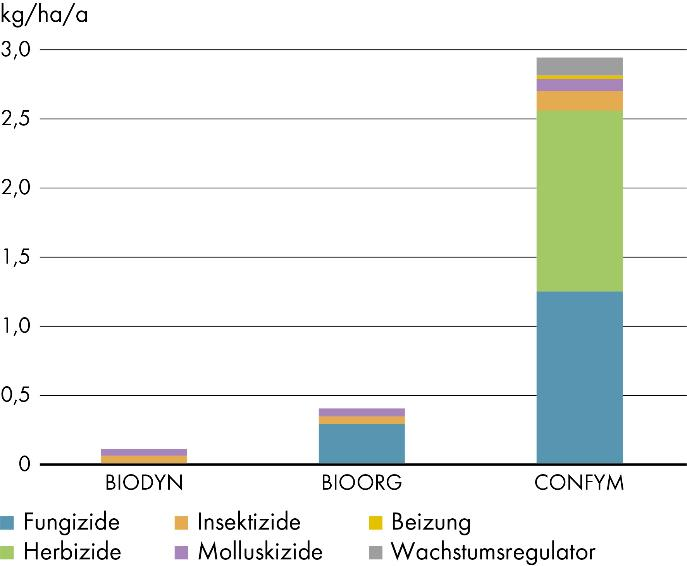 kg/ha/a
3,0
2,5
2,0
1,5
1,0
0,5
0
BIODYN BIOORG CONFYM
Fungizide Insektizide Beizung
Herbizide Molluskizide Wachstumsregulator